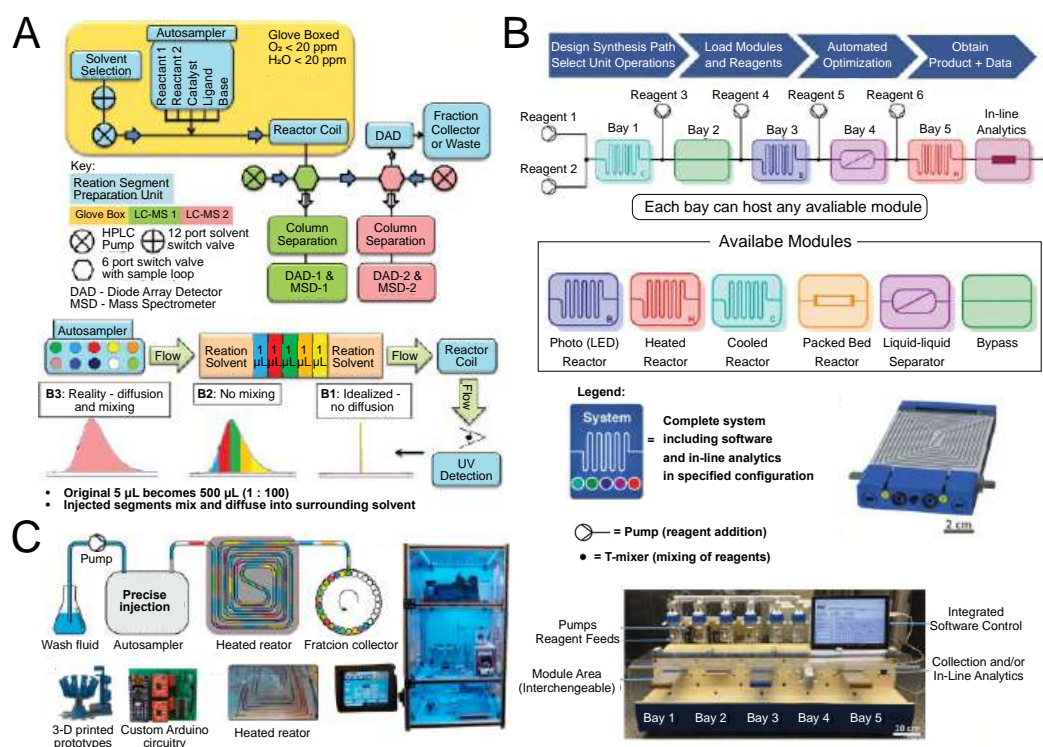 A
Solvent
Selection
Autosampler
Reactant 1
Reactant 2
Catalyst
Ligand
Base
Glove Boxed
O₂ < 20 ppm
H₂O < 20 ppm
Reactor Coil
DAD
Fraction
Collector
or Waste
Key:
Reation Segment
Preparation Unit
Glove Box
LC-MS 1
LC-MS 2
HPLC
Pump
12 port solvent
switch valve
6 port switch valve
with sample loop
DAD - Diode Array Detector
MSD - Mass Spectrometer
Column
Separation
Column
Separation
DAD-1 &
MSD-1
DAD-2 &
MSD-2
Autosampler
Flow
Reation
Solvent
1
µL
1
µL
1
µL
1
µL
1
µL
Reation
Solvent
Flow
Reactor
Coil
Flow
UV
Detection
B3: Reality - diffusion
and mixing
B2: No mixing
B1: Idealized -
no diffusion
• Original 5 µL becomes 500 µL (1 : 100)
• Injected segments mix and diffuse into surrounding solvent
B
Design Synthesis Path
Select Unit Operations
Load Modules
and Reagents
Automated
Optimization
Obtain
Product + Data
Reagent 3
Reagent 4
Reagent 5
Reagent 6
Reagent 1
Reagent 2
Bay 1
C
Bay 2
Bay 3
Bay 4
Bay 5
H
In-line
Analytics
Each bay can host any avaliable module
Availabe Modules
B
H
C
Photo (LED)
Reactor
Heated
Reactor
Cooled
Reactor
Packed Bed
Reactor
Liquid-liquid
Separator
Bypass
Legend:
System
=
Complete system
including software
and in-line analytics
in specified configuration
= Pump (reagent addition)
• = T-mixer (mixing of reagents)
2 cm
Pumps
Reagent Feeds
Module Area
(Interchengeable)
Integrated
Software Control
Collection and/or
In-Line Analytics
Bay 1
Bay 2
Bay 3
Bay 4
Bay 5
10 cm
C
Pump
Precise
injection
Wash fluid
Autosampler
Heated reator
Fratcion collector
3-D printed
prototypes
Custom Arduino
circuitry
Heated reator